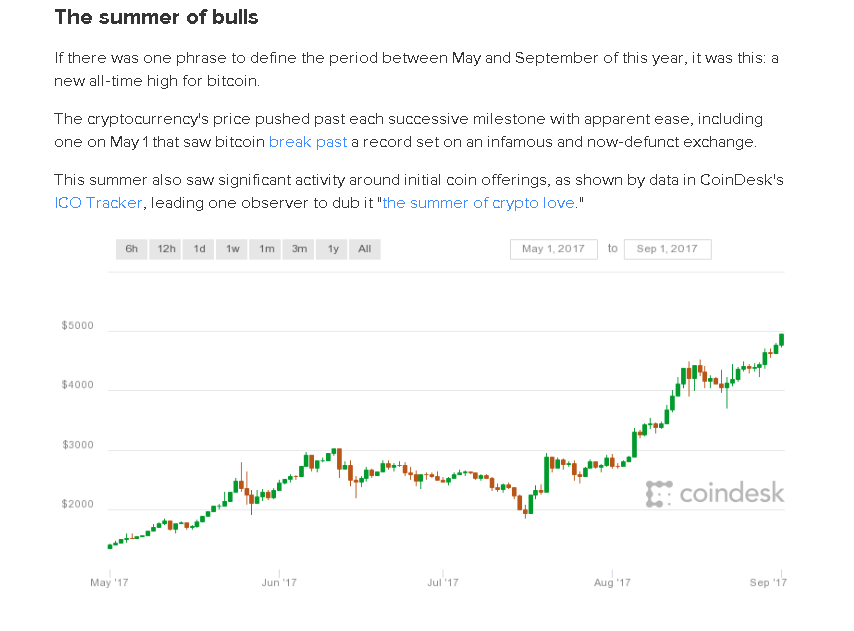 The summer of bulls
If there was one phrase to define the period between May and September of this year, it was this: a
new all-time high for bitcoin.
The cryptocurrency's price pushed past each successive milestone with apparent ease, including
one on May 1 that saw bitcoin break past a record set on an infamous and now-defunct exchange.
This summer also saw significant activity around initial coin offerings, as shown by data in CoinDesk's
ICO Tracker, leading one observer to dub it "the summer of crypto love."
6h 12h 1d 1w 1m 3m 1y All May 1, 2017 to Sep 1, 2017
$5000
$4000
$3000
$2000
coindesk
May '17 Jun '17 Jul '17 Aug '17 Sep '17